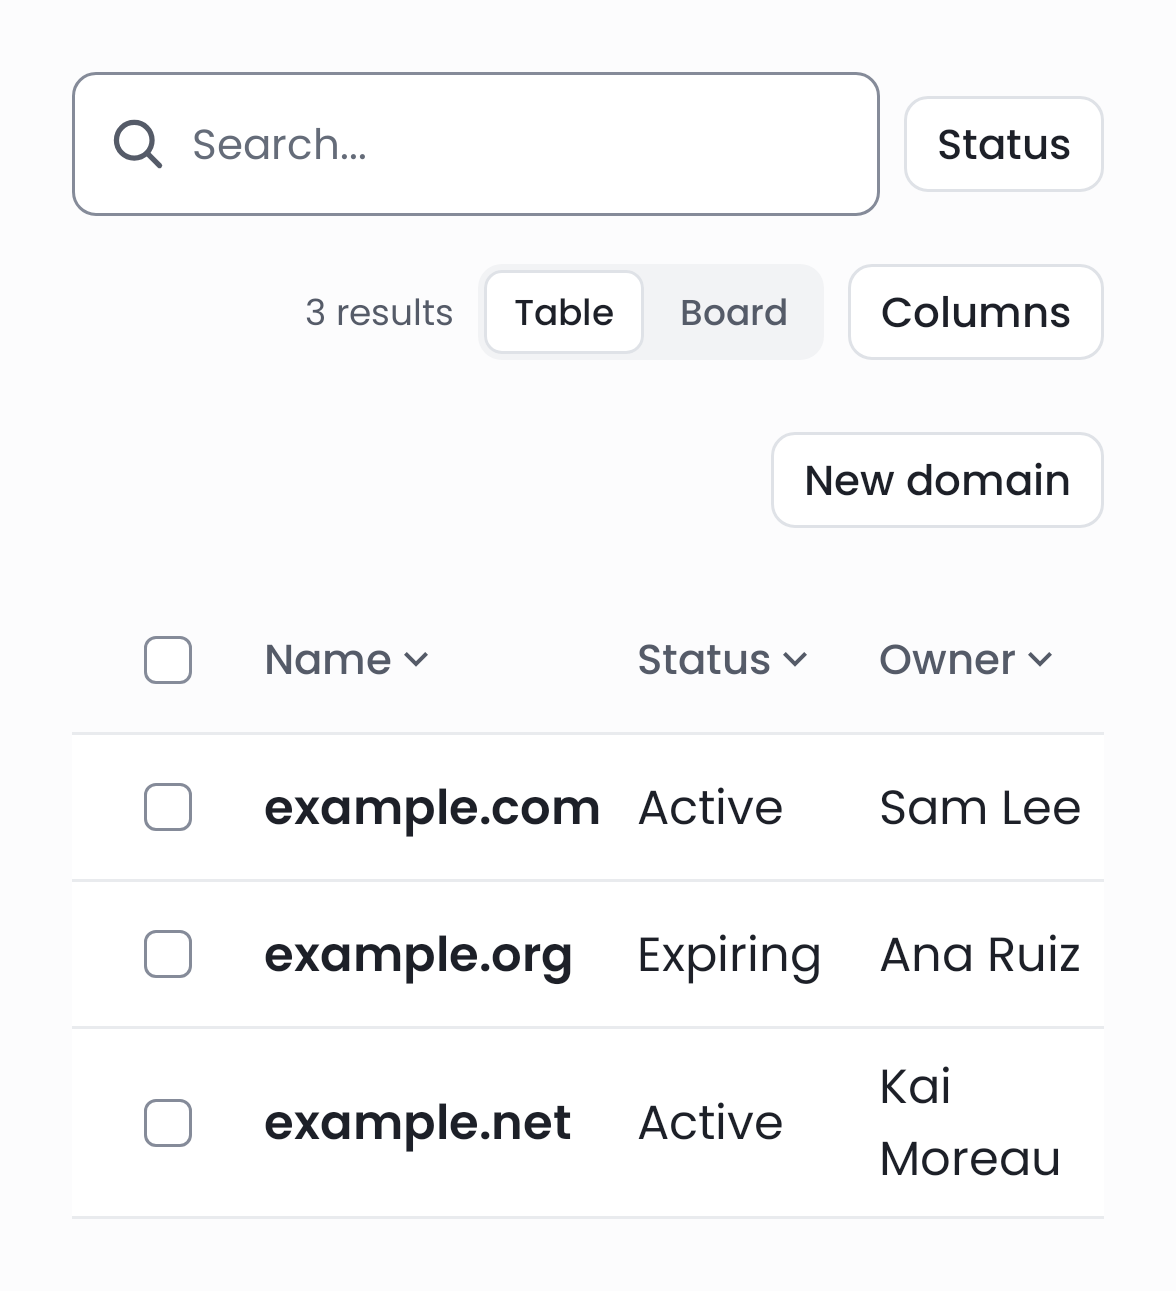 Search...
Status
3 results
Table
Board
Columns
New domain
Name
Status
Owner
example.com
Active
Sam Lee
example.org
Expiring
Ana Ruiz
example.net
Active
Kai
Moreau